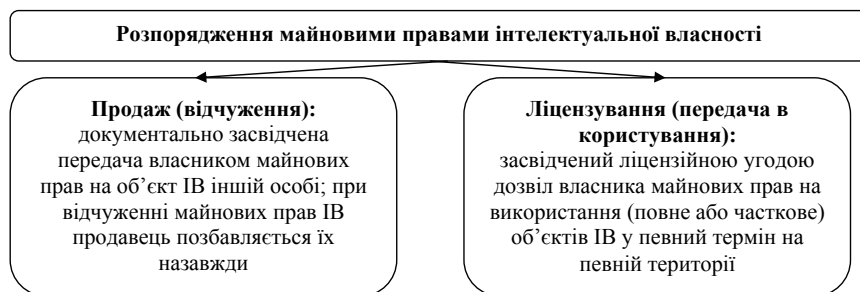 Розпорядження майновими правами інтелектуальної власності
Продаж (відчуження):
документально засвідчена
передача власником майнових
прав на об’єкт ІВ іншій особі; при
відчуженні майнових прав ІВ
продавець позбавляється їх
назавжди
Ліцензування (передача в
користування):
засвідчений ліцензійною угодою
дозвіл власника майнових прав на
використання (повне або часткове)
об’єктів ІВ у певний термін на
певній території